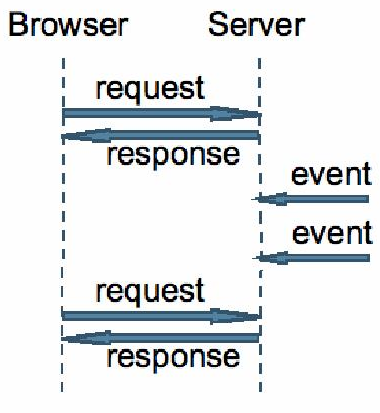 Browser Server
request
response
event
event
request
response